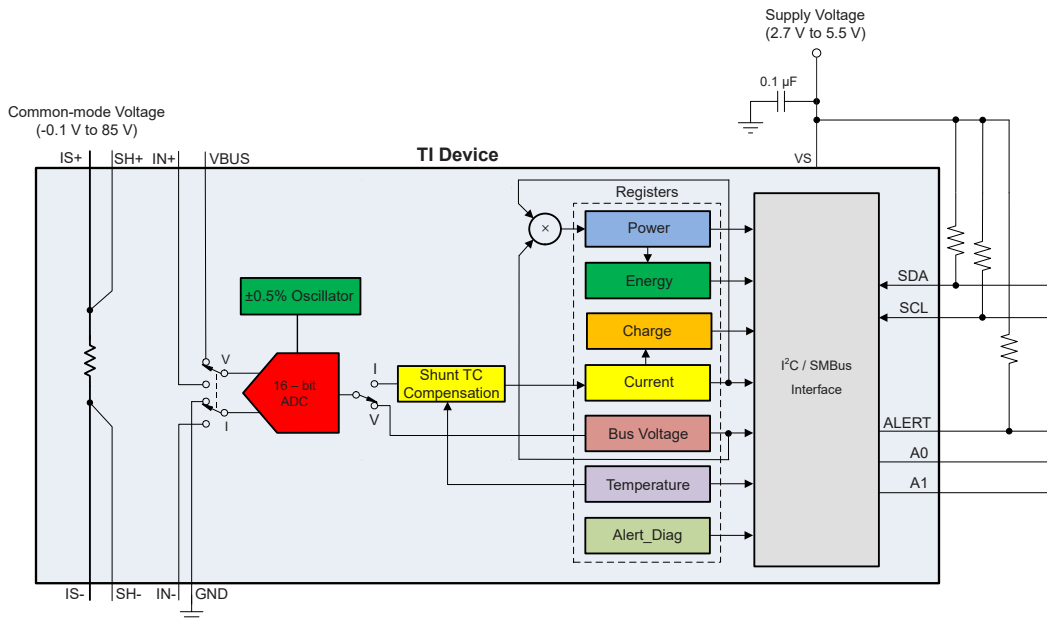 Supply Voltage
(2.7 V to 5.5 V)
0.1 µF
Common-mode Voltage
(-0.1 V to 85 V)
IS+ SH+ IN+ VBUS
TI Device
VS
Registers
×
Power
Energy
±0.5% Oscillator
Charge
SDA
SCL
V
16 – bit
ADC
I
Shunt TC
Compensation
Current
I²C / SMBus
Interface
I
V
Bus Voltage
ALERT
A0
Temperature
A1
Alert_Diag
IS- SH- IN- GND